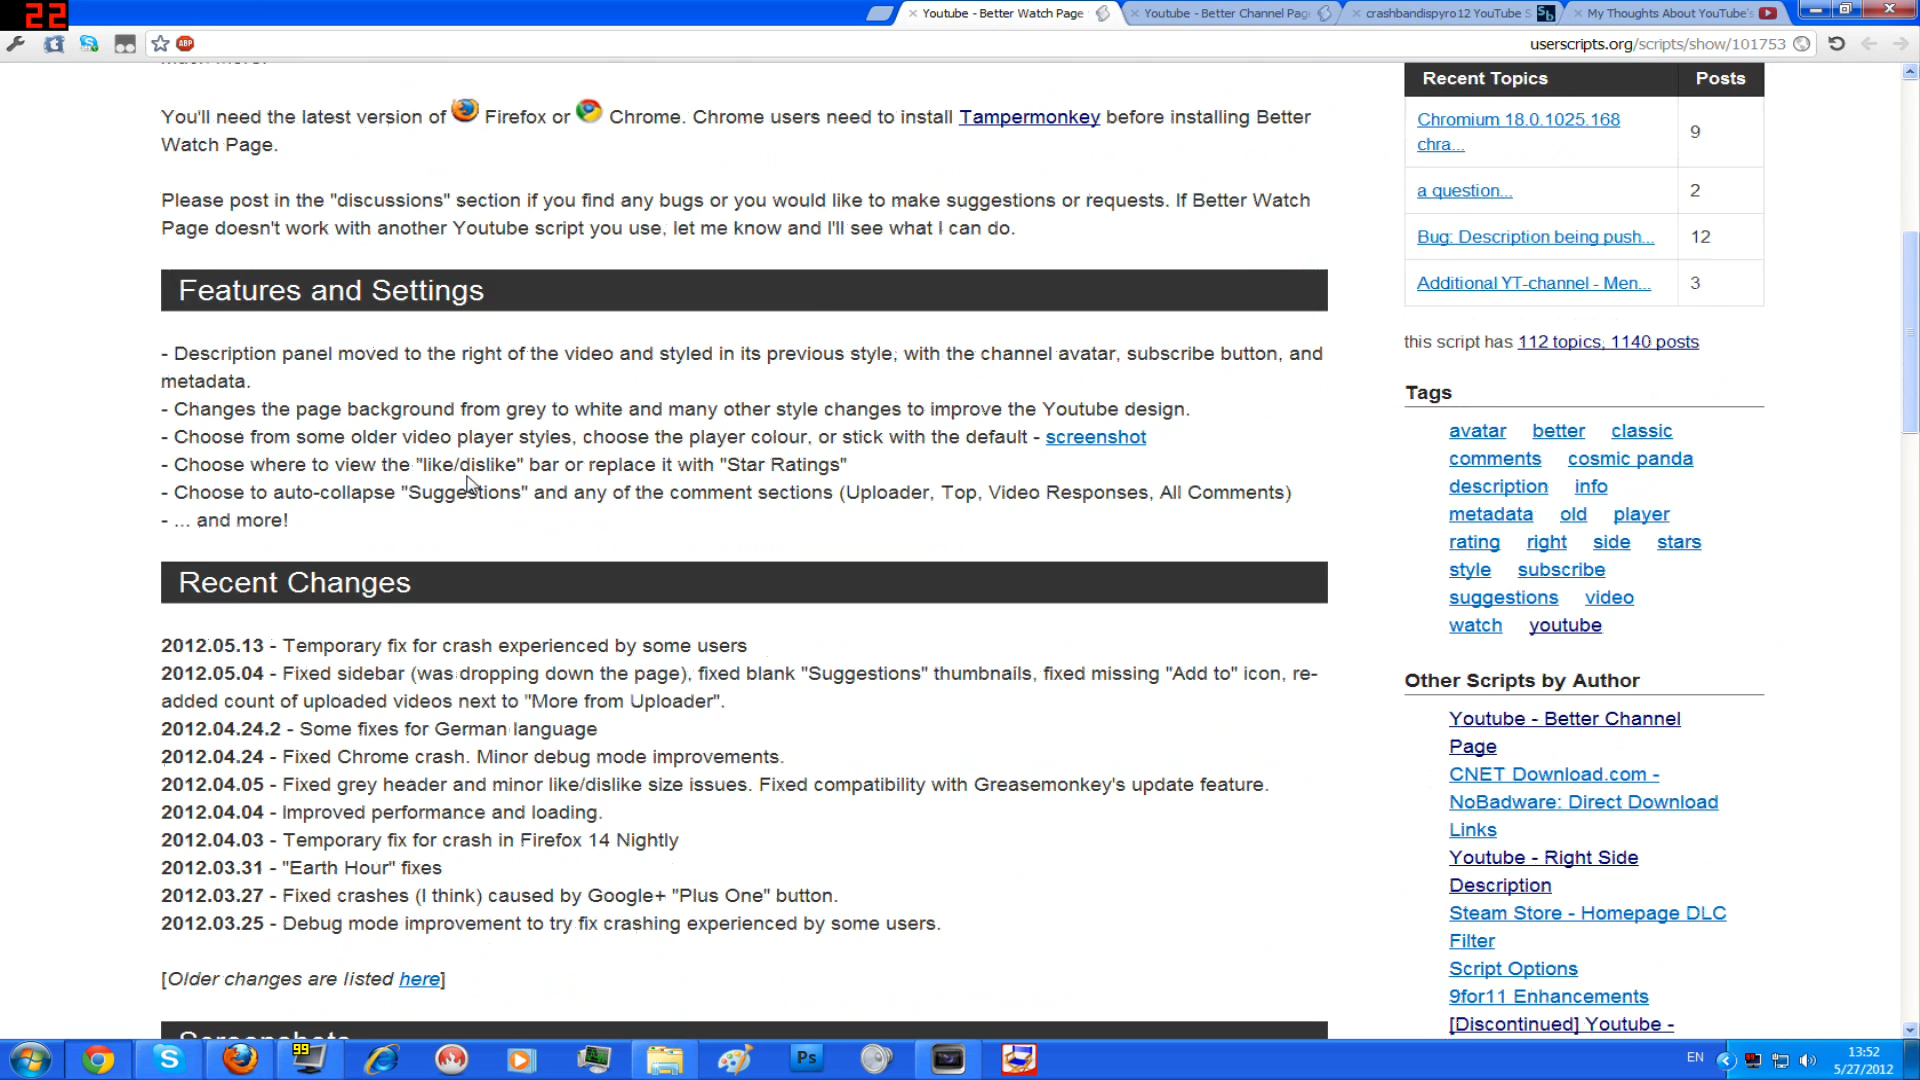 22
Youtube - Better Watch Page
Youtube - Better Channel Pag
crashbandispyro12 YouTube S
My Thoughts About YouTube's
userscripts.org/scripts/show/101753
You'll need the latest version of Firefox or Chrome. Chrome users need to install Tampermonkey before installing Better
Watch Page.
Please post in the "discussions" section if you find any bugs or you would like to make suggestions or requests. If Better Watch
Page doesn't work with another Youtube script you use, let me know and I'll see what I can do.
Features and Settings
- Description panel moved to the right of the video and styled in its previous style, with the channel avatar, subscribe button, and
metadata.
- Changes the page background from grey to white and many other style changes to improve the Youtube design.
- Choose from some older video player styles, choose the player colour, or stick with the default - screenshot
- Choose where to view the "like/dislike" bar or replace it with "Star Ratings"
- Choose to auto-collapse "Suggestions" and any of the comment sections (Uploader, Top, Video Responses, All Comments)
- ... and more!
Recent Changes
2012.05.13 - Temporary fix for crash experienced by some users
2012.05.04 - Fixed sidebar (was dropping down the page), fixed blank "Suggestions" thumbnails, fixed missing "Add to" icon, re-
added count of uploaded videos next to "More from Uploader".
2012.04.24.2 - Some fixes for German language
2012.04.24 - Fixed Chrome crash. Minor debug mode improvements.
2012.04.05 - Fixed grey header and minor like/dislike size issues. Fixed compatibility with Greasemonkey's update feature.
2012.04.04 - Improved performance and loading.
2012.04.03 - Temporary fix for crash in Firefox 14 Nightly
2012.03.31 - "Earth Hour" fixes
2012.03.27 - Fixed crashes (I think) caused by Google+ "Plus One" button.
2012.03.25 - Debug mode improvement to try fix crashing experienced by some users.
[Older changes are listed here]
Recent Topics Posts
Chromium 18.0.1025.168
chra... 9
a question... 2
Bug: Description being push... 12
Additional YT-channel - Men... 3
this script has 112 topics, 1140 posts
Tags
avatar better classic
comments cosmic panda
description info
metadata old player
rating right side stars
style subscribe
suggestions video
watch youtube
Other Scripts by Author
Youtube - Better Channel
Page
CNET Download.com -
NoBadware: Direct Download
Links
Youtube - Right Side
Description
Steam Store - Homepage DLC
Filter
Script Options
9for11 Enhancements
[Discontinued] Youtube -
ABP
Sb
99
Ps
EN
13:52
5/27/2012